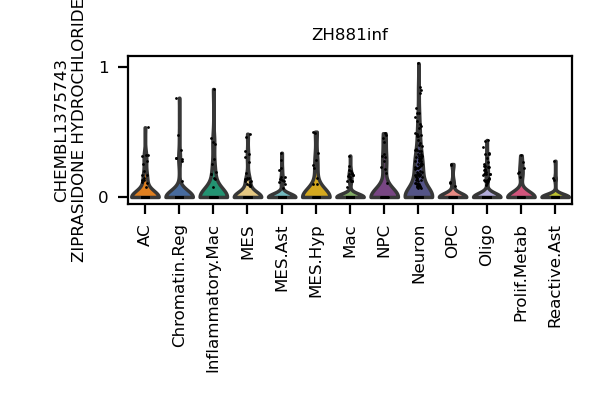 ZH881inf
CHEMBL1375743
ZIPRASIDONE HYDROCHLORIDE
1
0
AC
Chromatin.Reg
Inflammatory.Mac
MES
MES.Ast
MES.Hyp
Mac
NPC
Neuron
OPC
Oligo
Prolif.Metab
Reactive.Ast